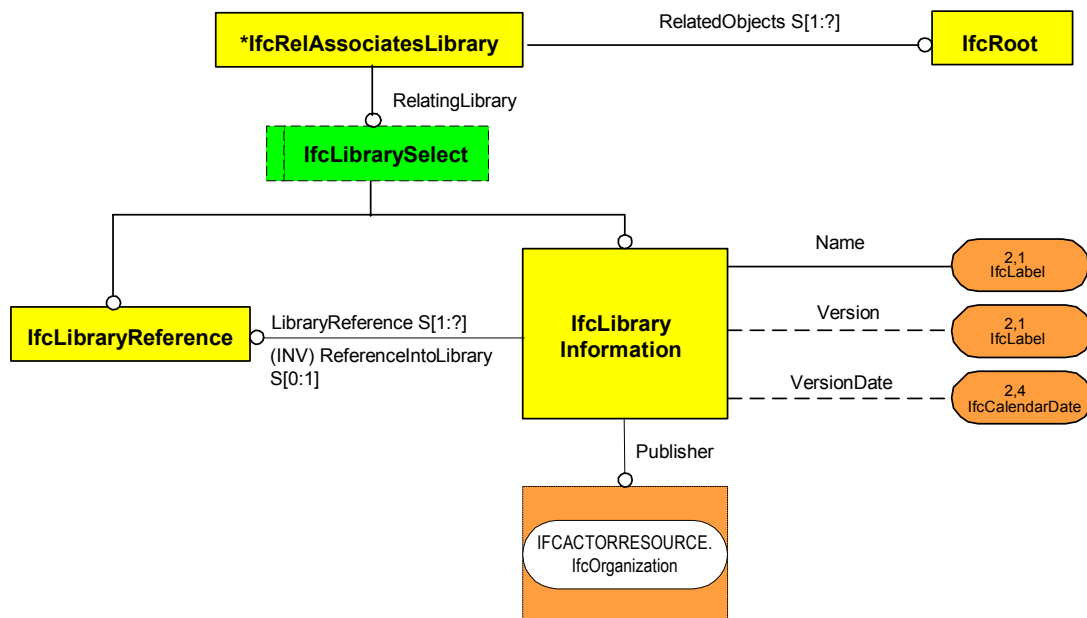 RelatedObjects S[1:?]
*IfcRelAssociatesLibrary
IfcRoot
RelatingLibrary
IfcLibrarySelect
Name
2,1
IfcLabel
LibraryReference S[1:?]
IfcLibraryReference
(INV) ReferenceIntoLibrary
S[0:1]
IfcLibrary
Information
Version
2,1
IfcLabel
VersionDate
2,4
IfcCalendarDate
Publisher
IFCACTORRESOURCE.
IfcOrganization